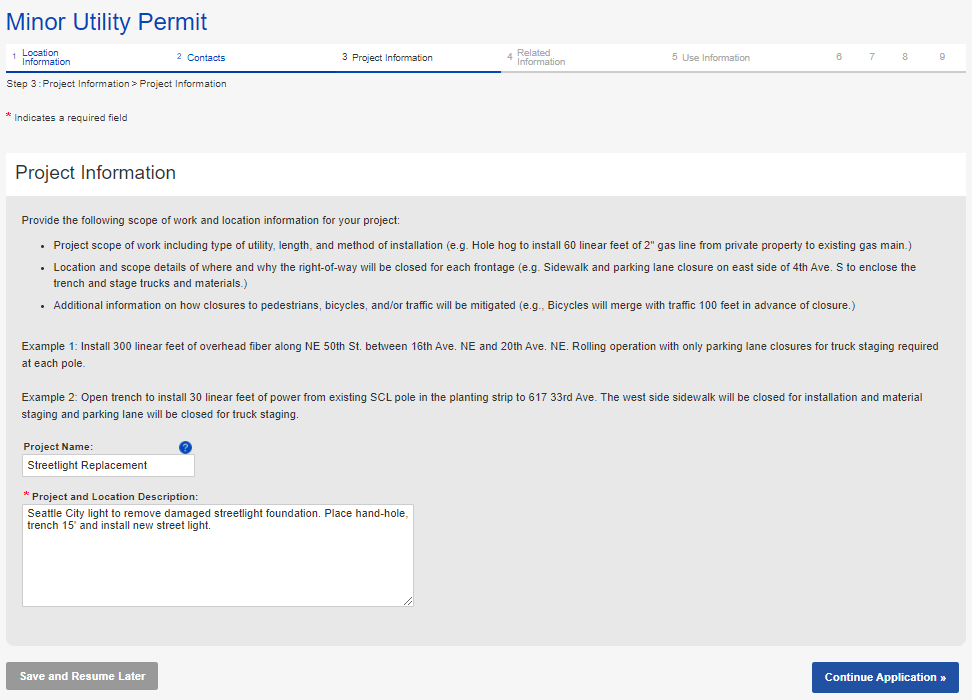 Minor Utility Permit
1 Location Information 2 Contacts 3 Project Information 4 Related Information 5 Use Information 6 7 8 9
Step 3 : Project Information > Project Information
* Indicates a required field
Project Information
Provide the following scope of work and location information for your project:
• Project scope of work including type of utility, length, and method of installation (e.g. Hole hog to install 60 linear feet of 2" gas line from private property to existing gas main.)
• Location and scope details of where and why the right-of-way will be closed for each frontage (e.g. Sidewalk and parking lane closure on east side of 4th Ave. S to enclose the
trench and stage trucks and materials.)
• Additional information on how closures to pedestrians, bicycles, and/or traffic will be mitigated (e.g., Bicycles will merge with traffic 100 feet in advance of closure.)
Example 1: Install 300 linear feet of overhead fiber along NE 50th St. between 16th Ave. NE and 20th Ave. NE. Rolling operation with only parking lane closures for truck staging required
at each pole.
Example 2: Open trench to install 30 linear feet of power from existing SCL pole in the planting strip to 617 33rd Ave. The west side sidewalk will be closed for installation and material
staging and parking lane will be closed for truck staging.
Project Name: ?
Streetlight Replacement
* Project and Location Description:
Seattle City light to remove damaged streetlight foundation. Place hand-hole,
trench 15' and install new street light.
Save and Resume Later
Continue Application »